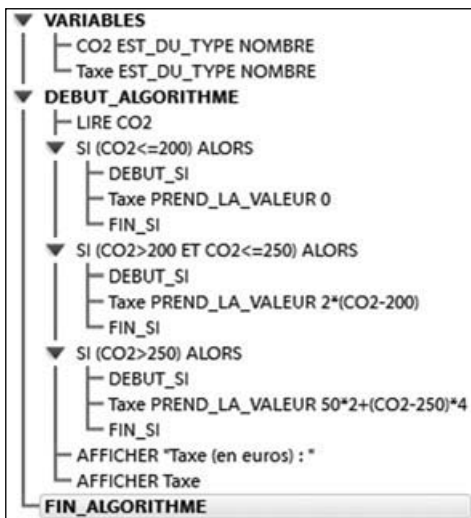 VARIABLES
CO2 EST_DU_TYPE NOMBRE
Taxe EST_DU_TYPE NOMBRE
DEBUT_ALGORITHME
LIRE CO2
SI (CO2<=200) ALORS
DEBUT_SI
Taxe PREND_LA_VALEUR 0
FIN_SI
SI (CO2>200 ET CO2<=250) ALORS
DEBUT_SI
Taxe PREND_LA_VALEUR 2*(CO2-200)
FIN_SI
SI (CO2>250) ALORS
DEBUT_SI
Taxe PREND_LA_VALEUR 50*2+(CO2-250)*4
FIN_SI
AFFICHER "Taxe (en euros) : "
AFFICHER Taxe
FIN_ALGORITHME